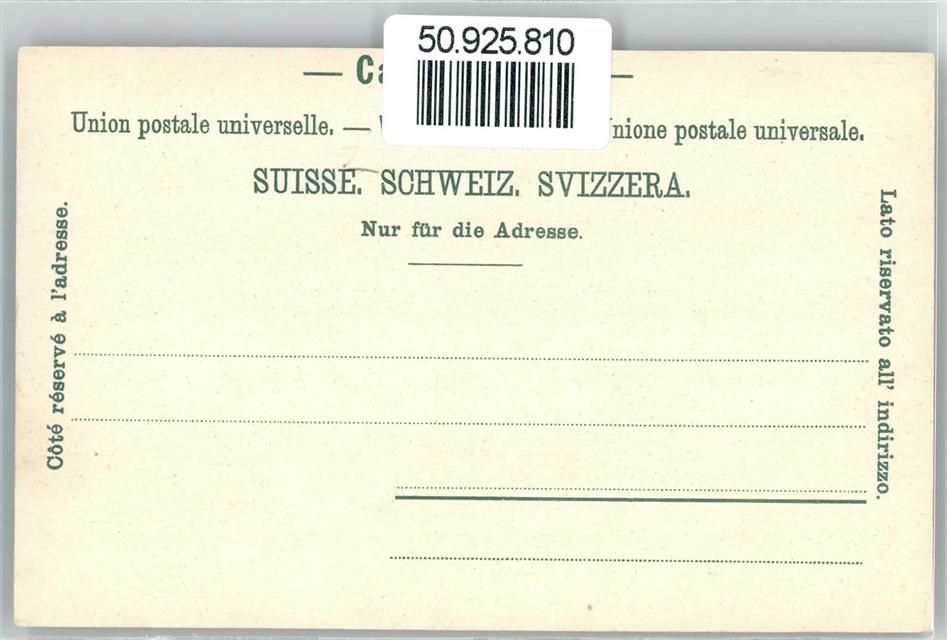 50.925.810
— Ca —
Union postale universelle. — nione postale universale.
SUISSE. SCHWEIZ. SVIZZERA.
Nur für die Adresse.
Côté réservé à l'adresse.
Lato riservato all' indirizzo.